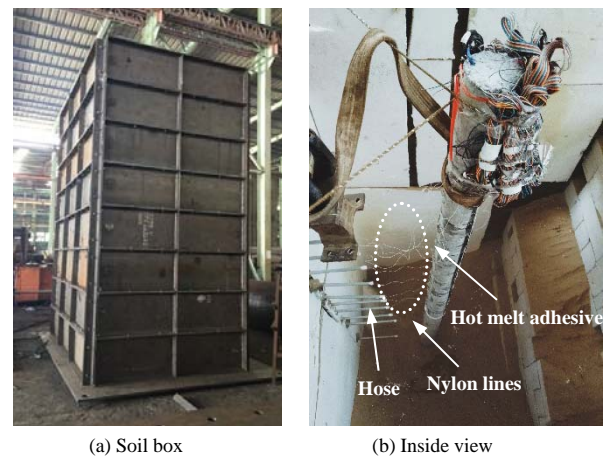 Hot melt adhesive
Hose
Nylon lines
(a) Soil box
(b) Inside view